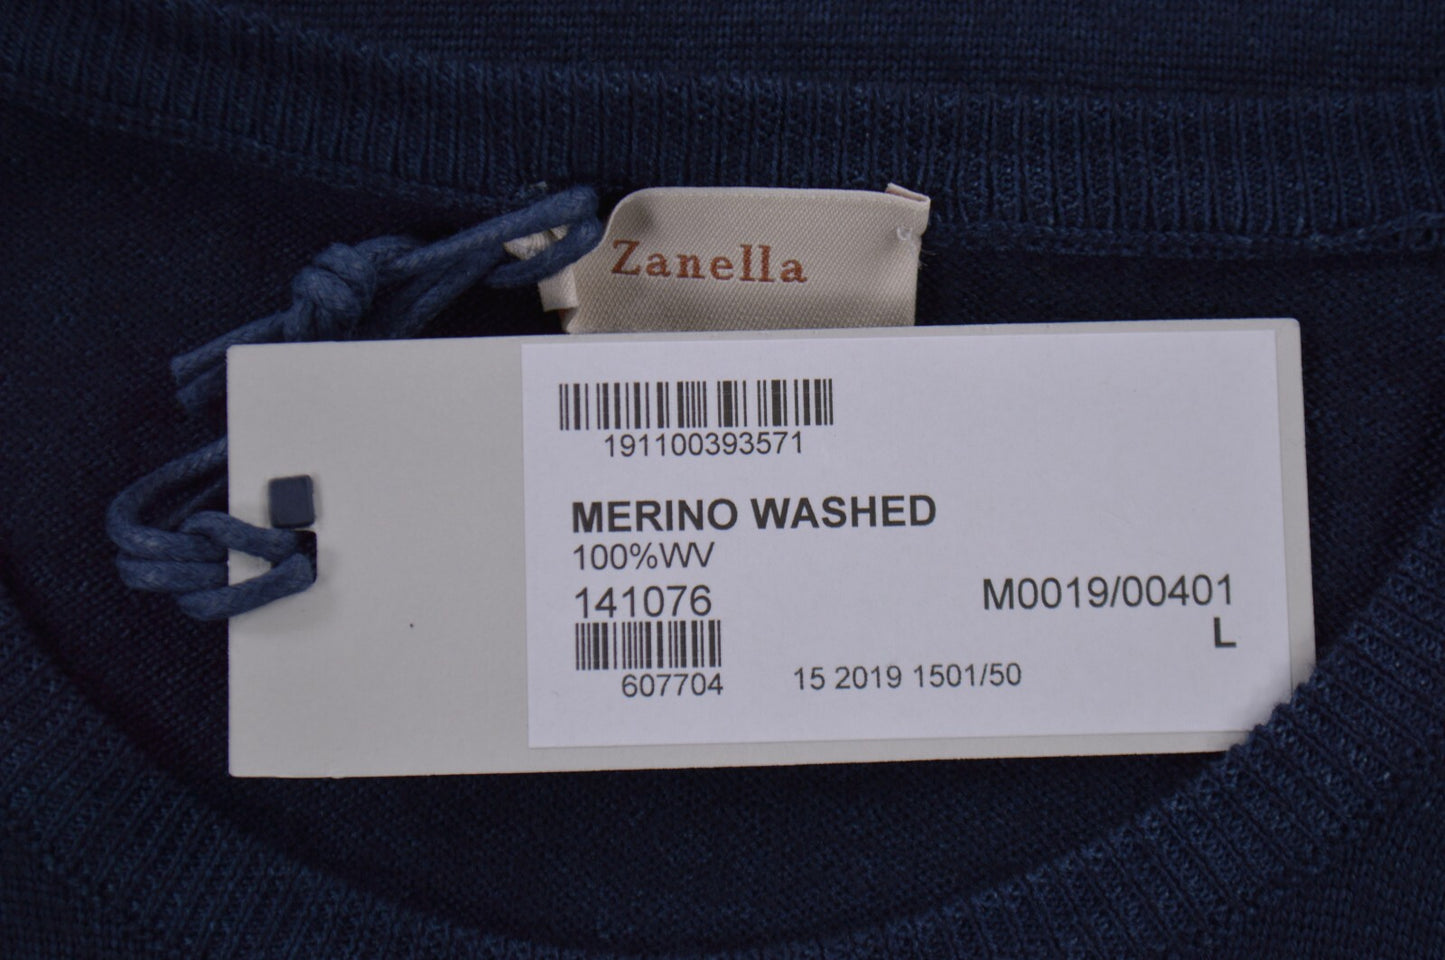 Zanella
191100393571
MERINO WASHED
100%WV
141076
M0019/00401
L
607704
15 2019 1501/50